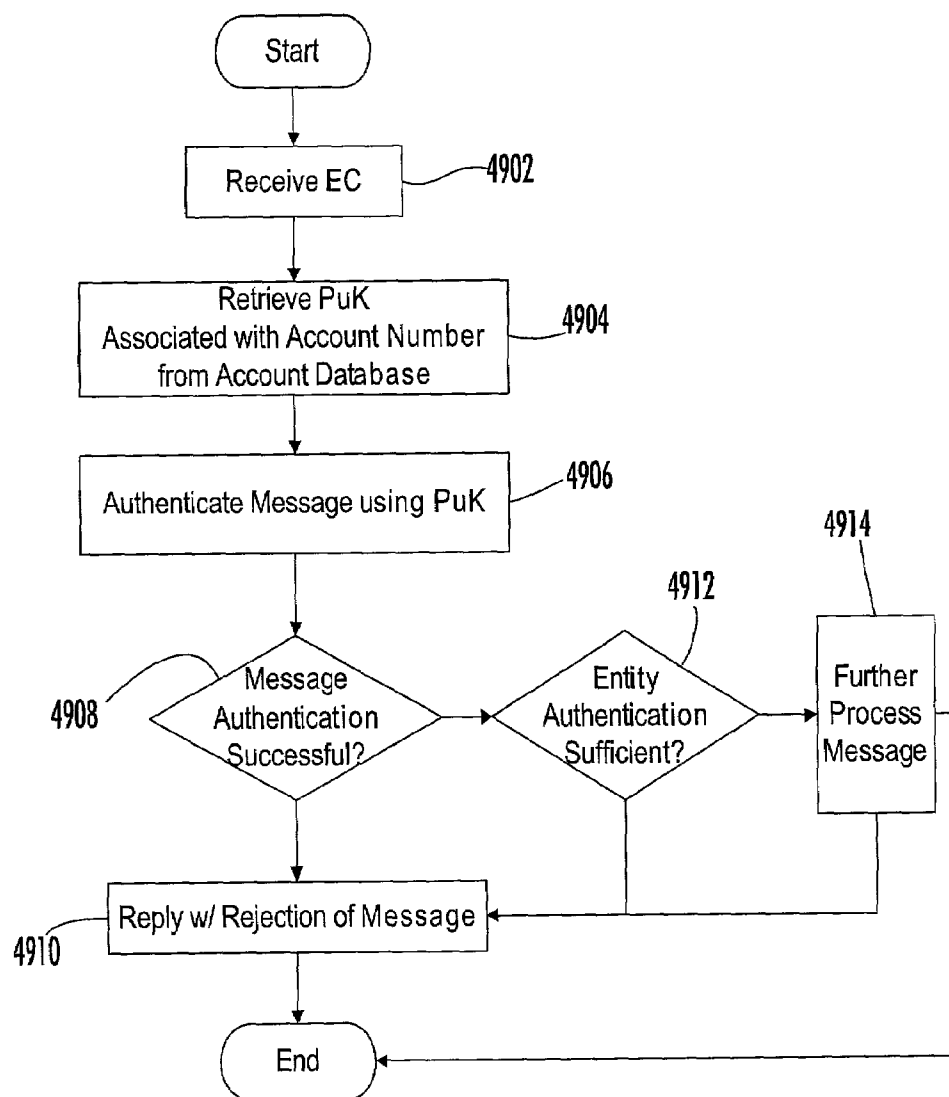 Start
Receive EC
4902
Retrieve PuK
Associated with Account Number
from Account Database
4904
Authenticate Message using PuK
4906
Message
Authentication
Successful?
4908
Entity
Authentication
Sufficient?
4912
Further
Process
Message
4914
Reply w/ Rejection of Message
4910
End